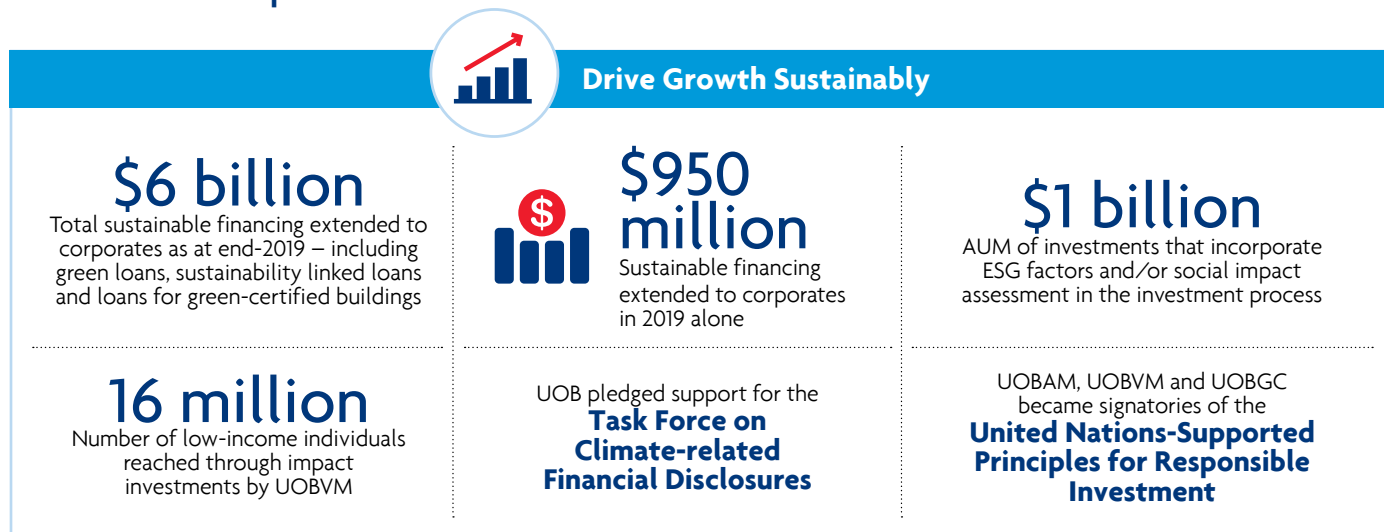 Drive Growth Sustainably
$6 billion
Total sustainable financing extended to
corporates as at end-2019 – including
green loans, sustainability linked loans
and loans for green-certified buildings
$
$950
million
Sustainable financing
extended to corporates
in 2019 alone
$1 billion
AUM of investments that incorporate
ESG factors and/or social impact
assessment in the investment process
16 million
Number of low-income individuals
reached through impact
investments by UOBVM
UOB pledged support for the
Task Force on
Climate-related
Financial Disclosures
UOBAM, UOBVM and UOBGC
became signatories of the
United Nations-Supported
Principles for Responsible
Investment